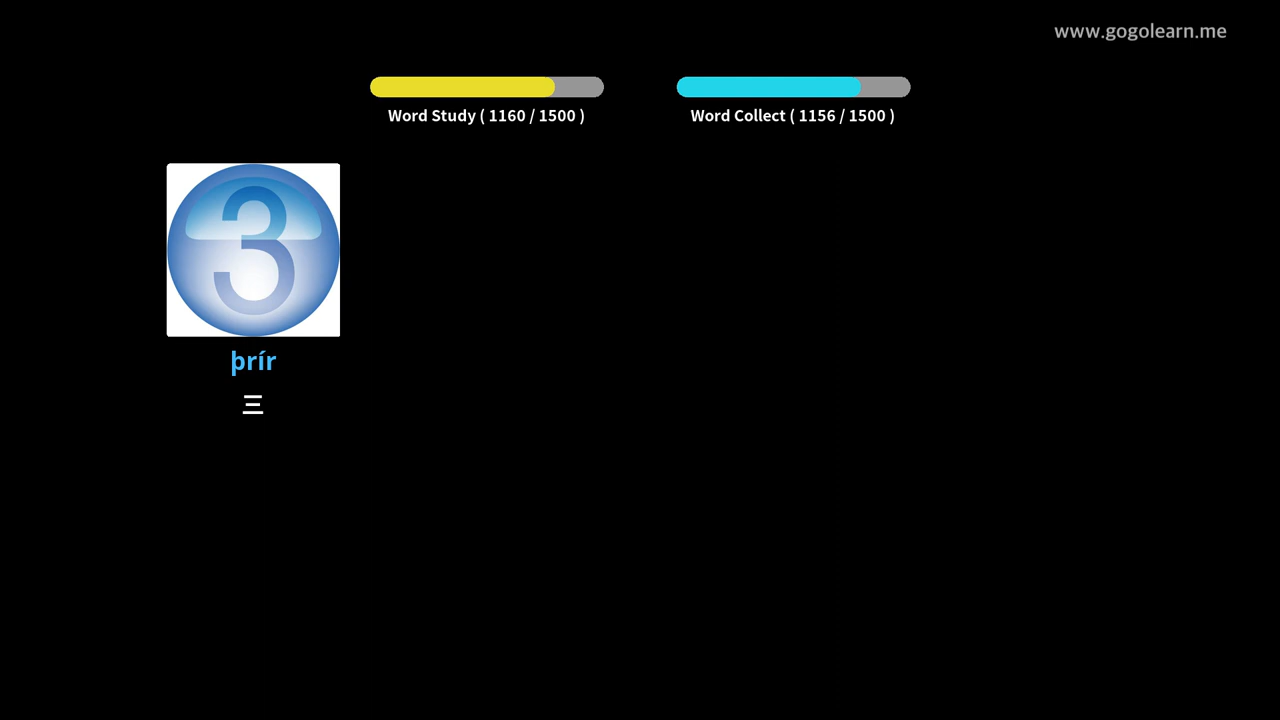 www.gogolearn.me
Word Study ( 1160 / 1500 )
Word Collect ( 1156 / 1500 )
3
þrír
三